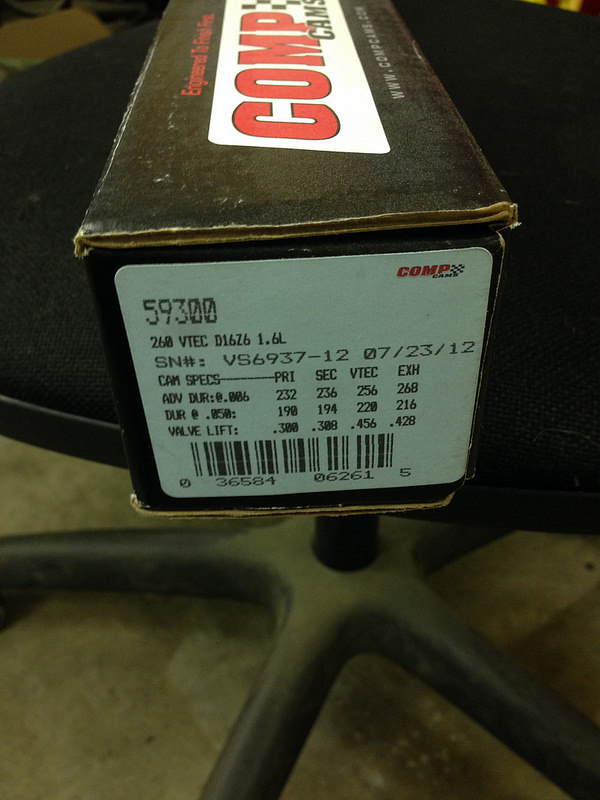 Engineered To Finish First.
COMP
CAMS
WWW.COMPCAMS.COM
COMP
CAMS
59300
260 VTEC D16Z6 1.6L
SN#: VS6937-12 07/23/12
CAM SPECS--------PRI SEC VTEC EXH
ADV DUR:@.006 232 236 256 268
DUR @ .050: 190 194 220 216
VALVE LIFT: .300 .308 .456 .428
0 36584 06261 5